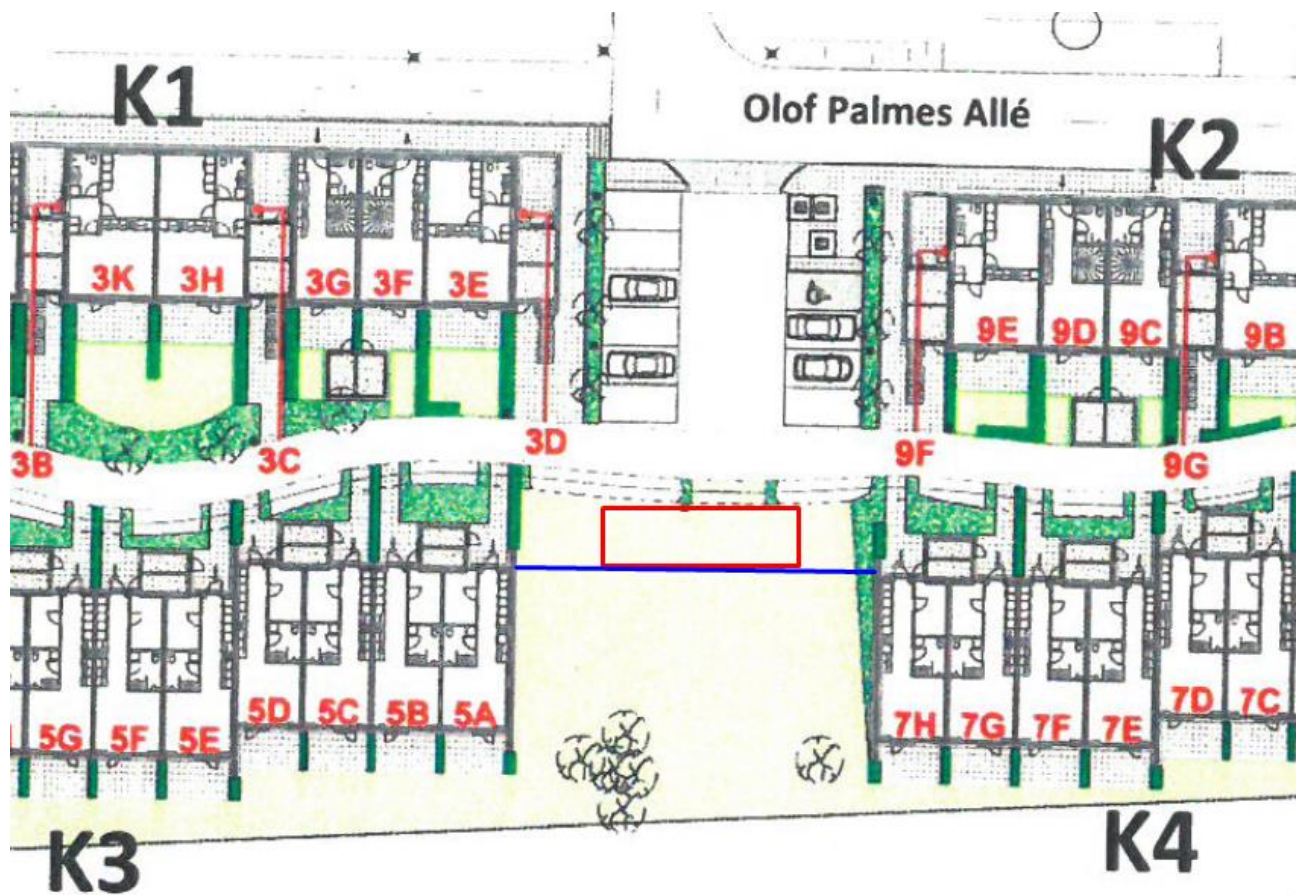 K1
Olof Palmes Allé
K2
3K 3H 3G 3F 3E
9E 9D 9C 9B
3B 3C 3D 9F 9G
5G 5F 5E 5D 5C 5B 5A
7H 7G 7F 7E 7D 7C
K3
K4